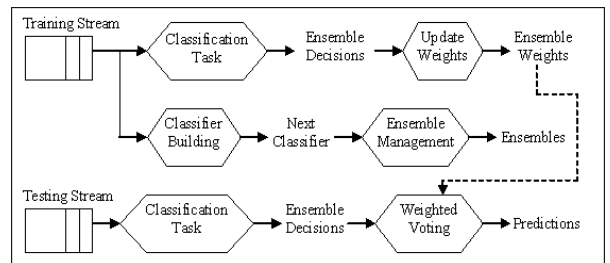 Training Stream
Classification
Task
Ensemble
Decisions
Update
Weights
Ensemble
Weights
Classifier
Building
Next
Classifier
Ensemble
Management
Ensembles
Testing Stream
Classification
Task
Ensemble
Decisions
Weighted
Voting
Predictions